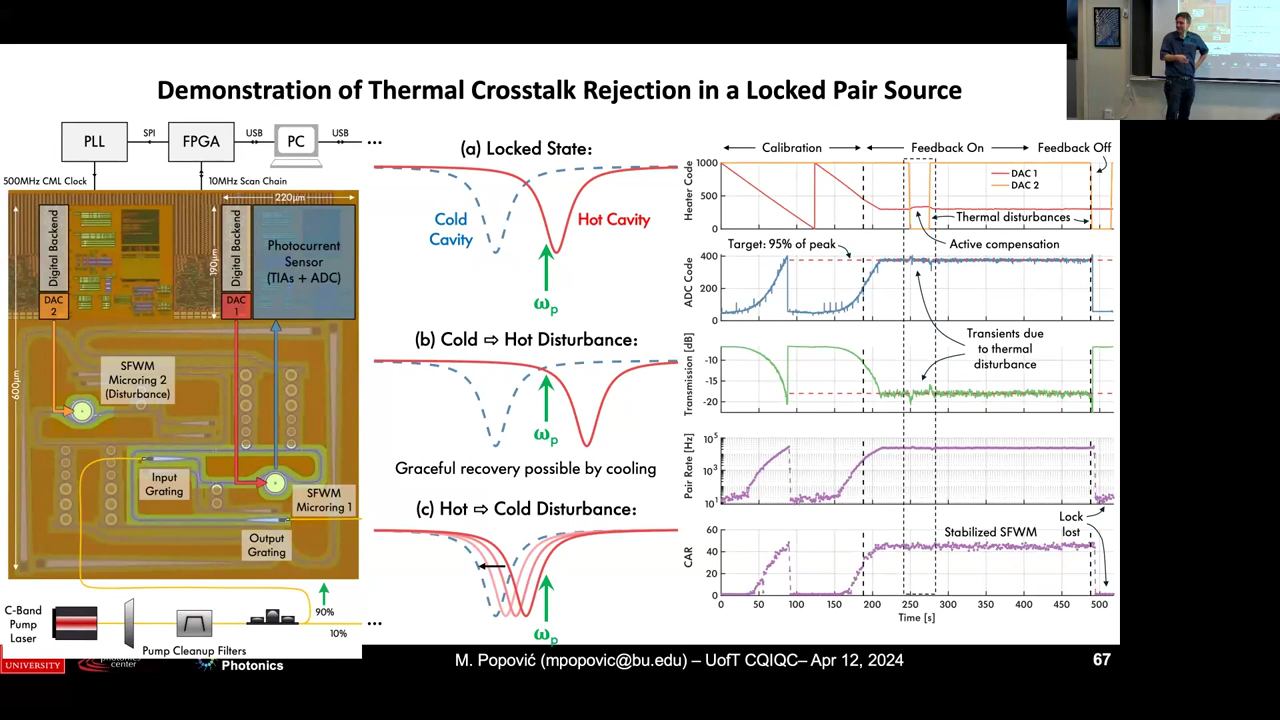 Demonstration of Thermal Crosstalk Rejection in a Locked Pair Source
PLL
SPI
FPGA
USB
PC
USB
...
500MHz CML Clock
10MHz Scan Chain
220μm
600μm
190μm
Digital Backend
DAC
2
Digital Backend
DAC
1
Photocurrent
Sensor
(TIAs + ADC)
SFWM
Microring 2
(Disturbance)
Input
Grating
SFWM
Microring 1
Output
Grating
C-Band
Pump
Laser
Pump Cleanup Filters
90%
10%
...
(a) Locked State:
Cold
Cavity
Hot Cavity
ωp
(b) Cold ⇨ Hot Disturbance:
ωp
Graceful recovery possible by cooling
(c) Hot ⇨ Cold Disturbance:
ωp
Calibration
Feedback On
Feedback Off
Heater Code
1000
500
0
DAC 1
DAC 2
Thermal disturbances
Active compensation
Target: 95% of peak
ADC Code
400
200
0
Transients due
to thermal
disturbance
Transmission [dB]
-10
-15
-20
Pair Rate [Hz]
10⁵
10³
10¹
Lock
lost
Stabilized SFWM
CAR
60
40
20
0
0 50 100 150 200 250 300 350 400 450 500
Time [s]
UNIVERSITY
photonics center
Photonics
M. Popović (mpopovic@bu.edu) – UofT CQIQC– Apr 12, 2024
67